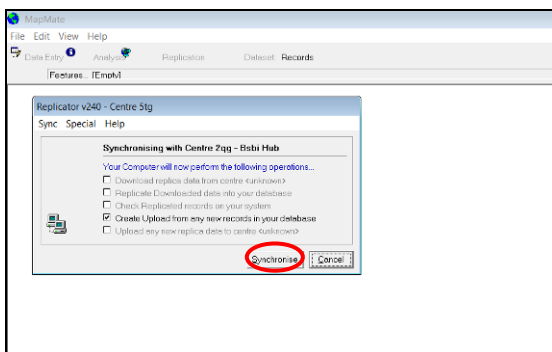 MapMate
File Edit View Help
Data Entry Analysis Replication Dataset: Records
Features... [Empty]
Replicator v240 - Centre 5tg
Sync Special Help
Synchronising with Centre 2qg - Bsbi Hub
Your Computer will now perform the following operations...
Download replica data from centre <unknown>
Replicate Downloaded data into your database
Check Replicated records on your system
Create Upload from any new records in your database
Upload any new replica data to centre <unknown>
Synchronise Cancel